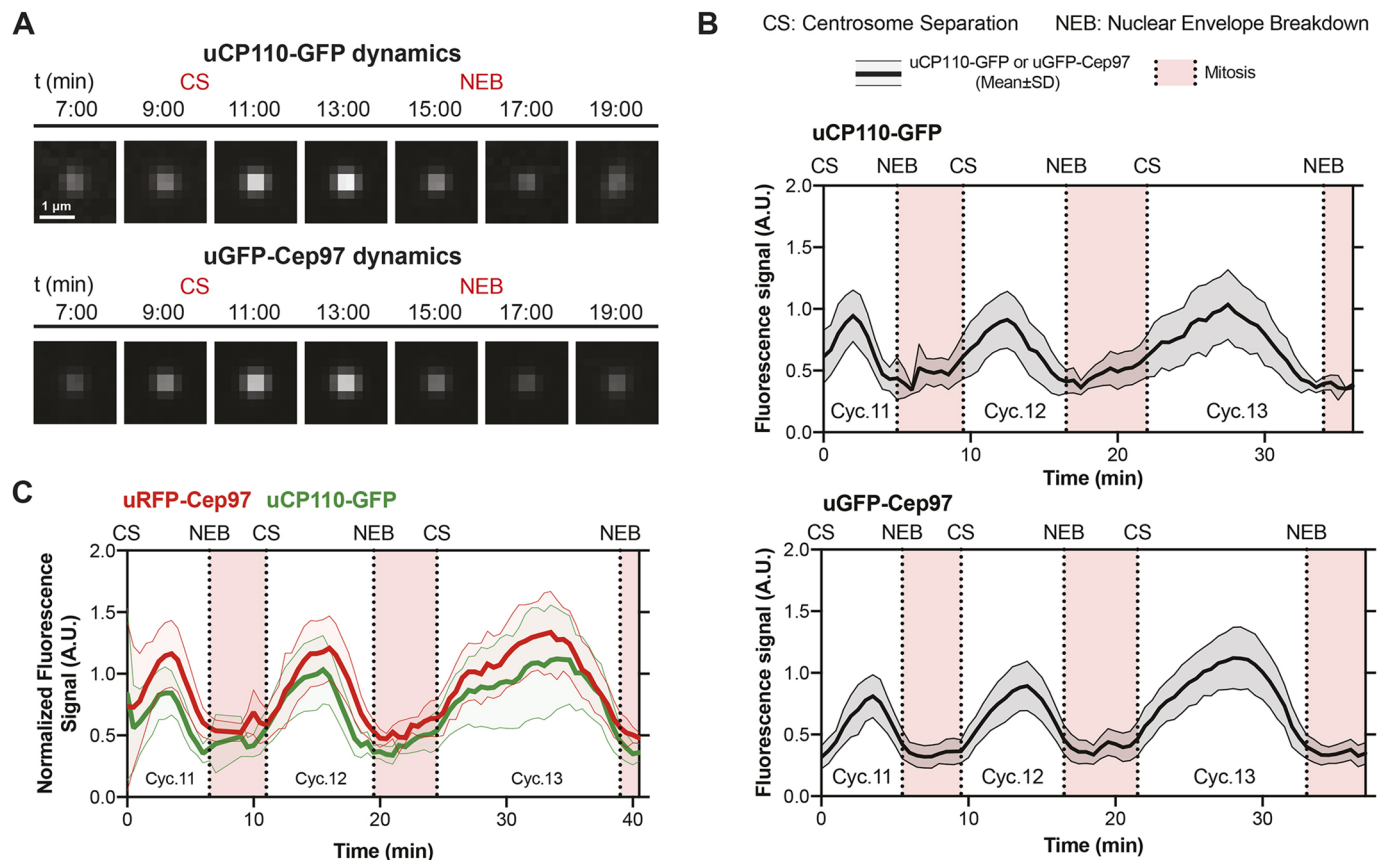 A
uCP110-GFP dynamics
t (min) CS NEB
7:00 9:00 11:00 13:00 15:00 17:00 19:00
1 µm
uGFP-Cep97 dynamics
t (min) CS NEB
7:00 9:00 11:00 13:00 15:00 17:00 19:00
B
CS: Centrosome Separation NEB: Nuclear Envelope Breakdown
uCP110-GFP or uGFP-Cep97
(Mean±SD)
Mitosis
uCP110-GFP
CS NEB CS NEB CS NEB
Fluorescence signal (A.U.)
2.0
1.5
1.0
0.5
0.0
Cyc.11 Cyc.12 Cyc.13
0 10 20 30
Time (min)
uGFP-Cep97
CS NEB CS NEB CS NEB
Fluorescence signal (A.U.)
2.0
1.5
1.0
0.5
0.0
Cyc.11 Cyc.12 Cyc.13
0 10 20 30
Time (min)
C
uRFP-Cep97 uCP110-GFP
CS NEB CS NEB CS NEB
Normalized Fluorescence
Signal (A.U.)
2.0
1.5
1.0
0.5
0.0
Cyc.11 Cyc.12 Cyc.13
0 10 20 30 40
Time (min)